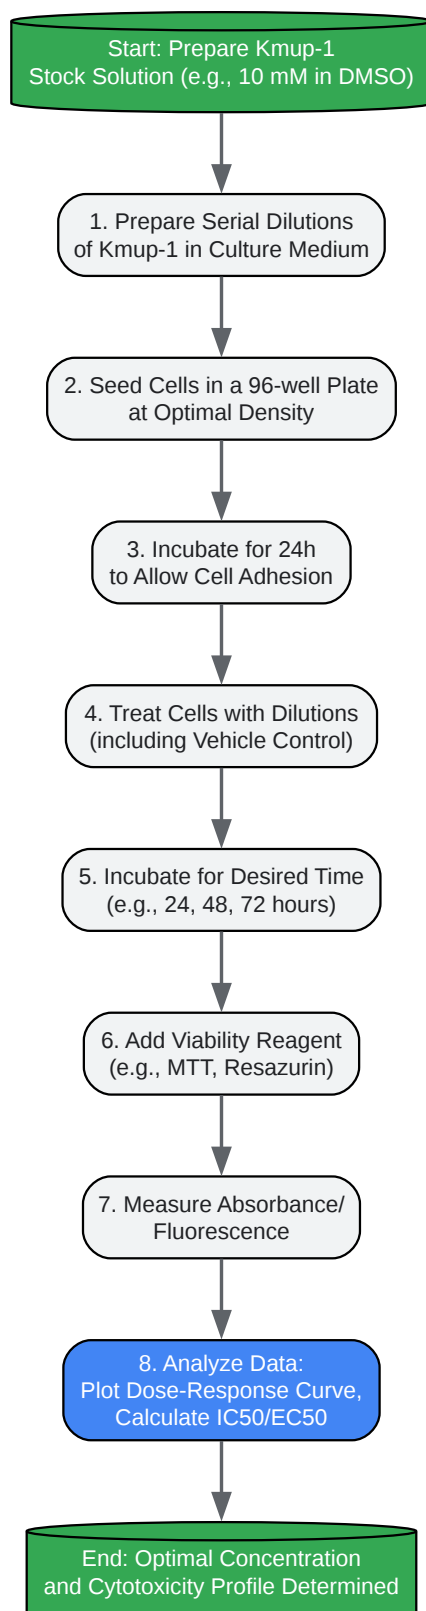 Start: Prepare Kmup-1
Stock Solution (e.g., 10 mM in DMSO)
1. Prepare Serial Dilutions
of Kmup-1 in Culture Medium
2. Seed Cells in a 96-well Plate
at Optimal Density
3. Incubate for 24h
to Allow Cell Adhesion
4. Treat Cells with Dilutions
(including Vehicle Control)
5. Incubate for Desired Time
(e.g., 24, 48, 72 hours)
6. Add Viability Reagent
(e.g., MTT, Resazurin)
7. Measure Absorbance/
Fluorescence
8. Analyze Data:
Plot Dose-Response Curve,
Calculate IC50/EC50
End: Optimal Concentration
and Cytotoxicity Profile Determined